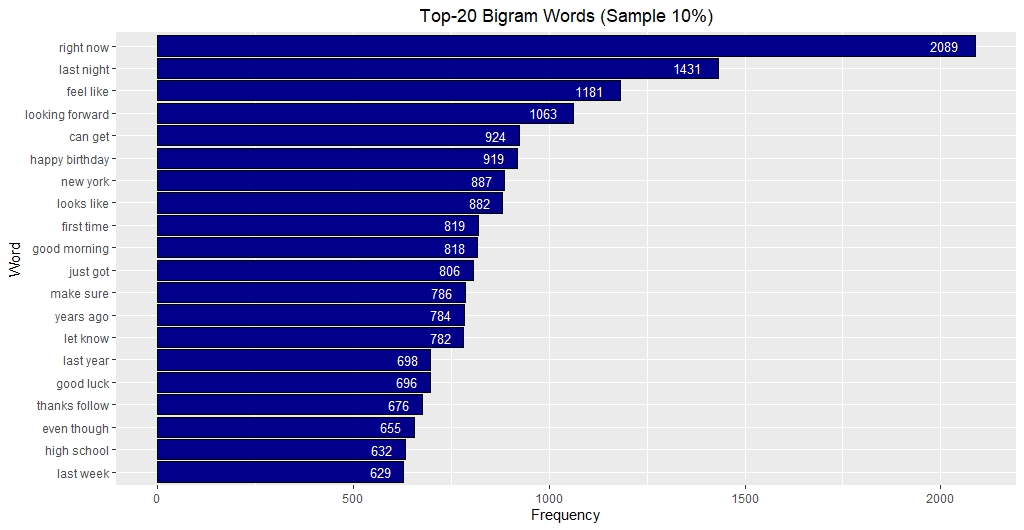 Top-20 Bigram Words (Sample 10%)
right now 2089
last night 1431
feel like 1181
looking forward 1063
can get 924
happy birthday 919
new york 887
looks like 882
first time 819
good morning 818
just got 806
make sure 786
years ago 784
let know 782
last year 698
good luck 696
thanks follow 676
even though 655
high school 632
last week 629
Word
0 500 1000 1500 2000
Frequency